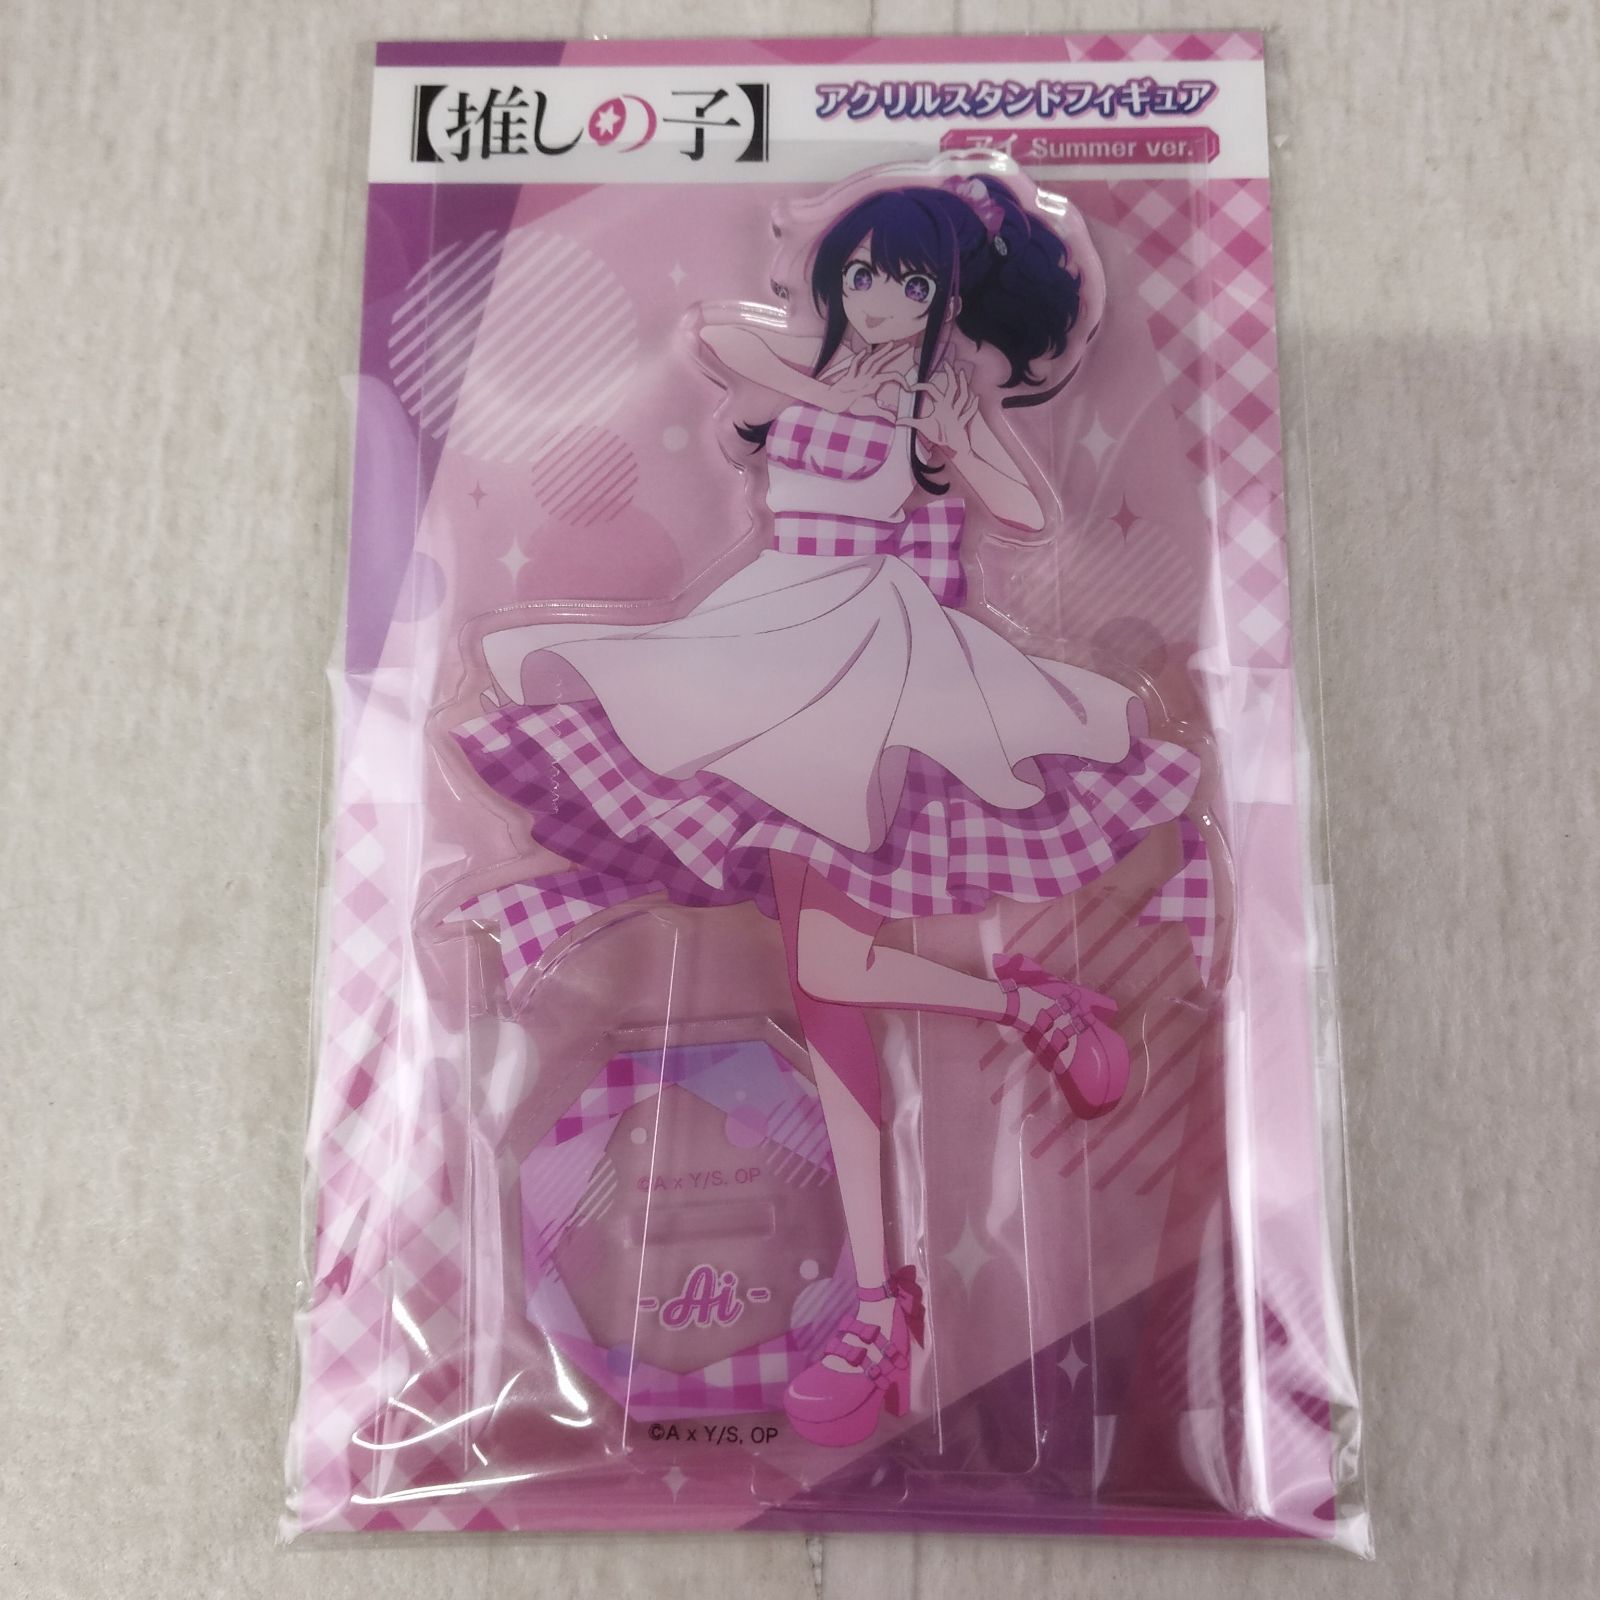 【推しの子】
アクリルスタンドフィギュア
アイ Summer ver.
©A x Y/S, OP
- Ai -
©A x Y/S, OP